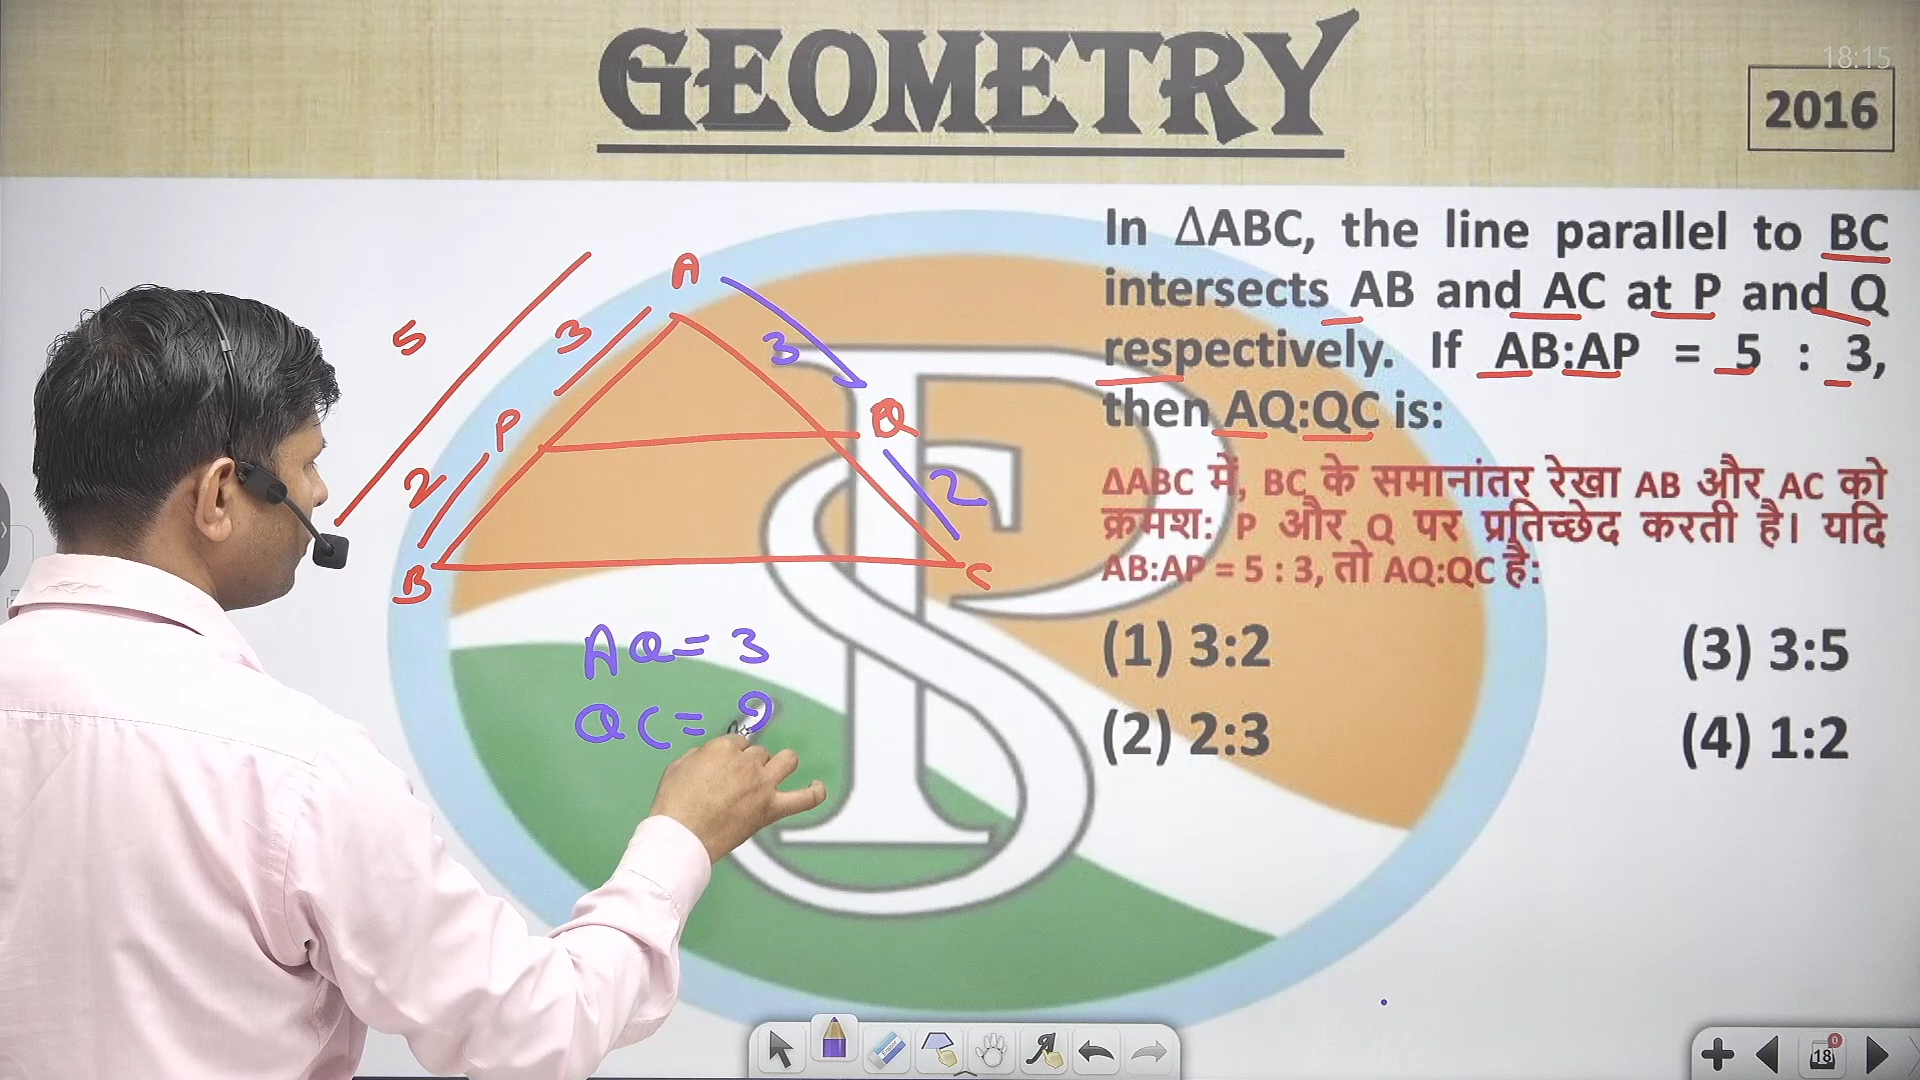 GEOMETRY
18:15
2016
In ΔABC, the line parallel to BC
intersects AB and AC at P and Q
respectively. If AB:AP = 5 : 3,
then AQ:QC is:
ΔABC में, BC के समानांतर रेखा AB और AC को
क्रमश: P और Q पर प्रतिच्छेद करती है। यदि
AB:AP = 5 : 3, तो AQ:QC है:
(1) 3:2
(3) 3:5
(2) 2:3
(4) 1:2
A
5
3
3
P
Q
2
2
B
C
AQ = 3
QC =
18
0